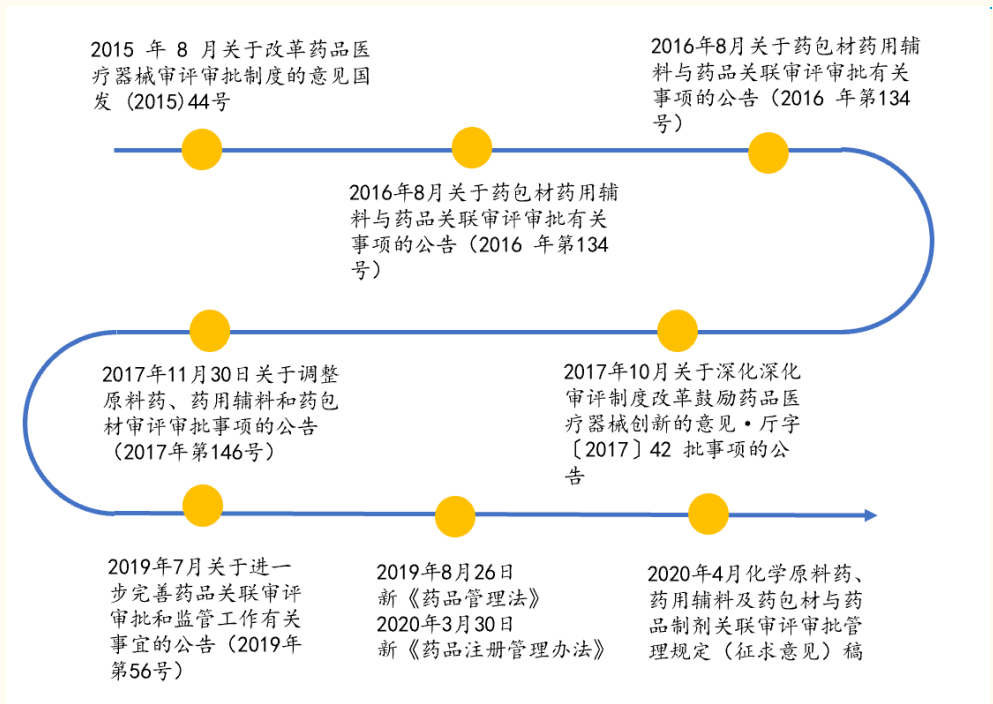 2015 年 8 月关于改革药品医
疗器械审评审批制度的意见国
发 (2015)44号
2016年8月关于药包材药用辅
料与药品关联审评审批有关
事项的公告（2016 年第134
号）
2016年8月关于药包材药用辅
料与药品关联审评审批有关
事项的公告（2016 年第134
号）
2017年10月关于深化深化
审评制度改革鼓励药品医
疗器械创新的意见·厅字
〔2017〕42 批事项的公
告
2017年11月30日关于调整
原料药、药用辅料和药包
材审评审批事项的公告
（2017年第146号）
2019年7月关于进一
步完善药品关联审评
审批和监管工作有关
事宜的公告（2019年
第56号）
2019年8月26日
新《药品管理法》
2020年3月30日
新《药品注册管理办法》
2020年4月化学原料药、
药用辅料及药包材与药
品制剂关联审评审批管
理规定（征求意见）稿